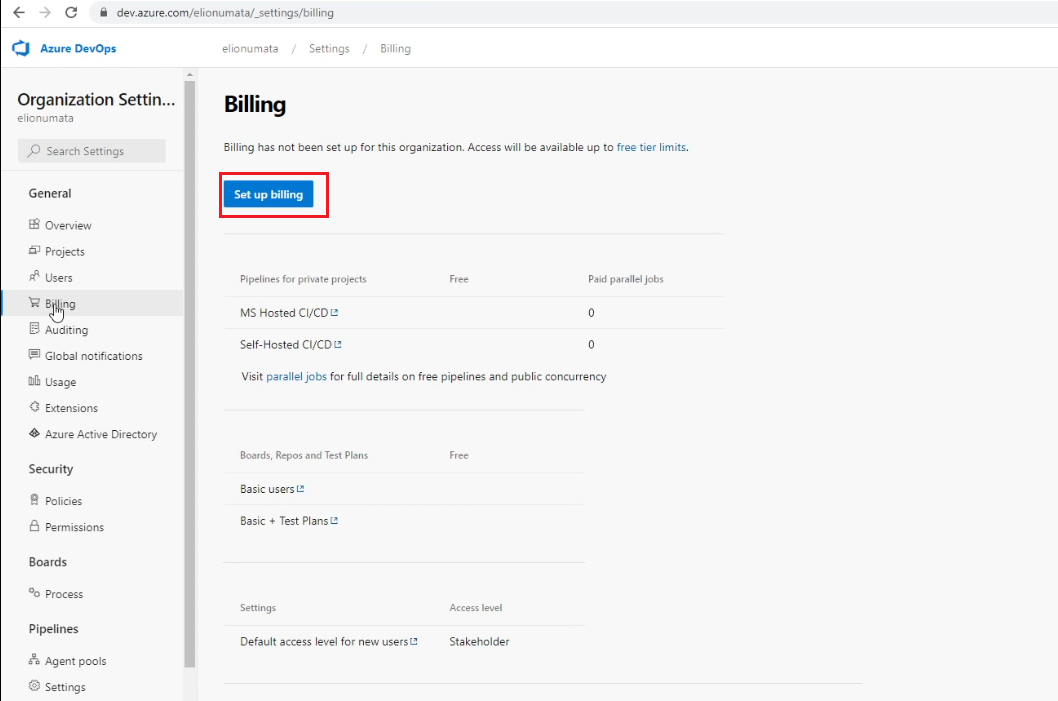 dev.azure.com/elionumata/_settings/billing
Azure DevOps
elionumata / Settings / Billing
Organization Settin...
elionumata
Search Settings
General
Overview
Projects
Users
Billing
Auditing
Global notifications
Usage
Extensions
Azure Active Directory
Security
Policies
Permissions
Boards
Process
Pipelines
Agent pools
Settings
Billing
Billing has not been set up for this organization. Access will be available up to free tier limits.
Set up billing
Pipelines for private projects Free Paid parallel jobs
MS Hosted CI/CD 0
Self-Hosted CI/CD 0
Visit parallel jobs for full details on free pipelines and public concurrency
Boards, Repos and Test Plans Free
Basic users
Basic + Test Plans
Settings Access level
Default access level for new users Stakeholder